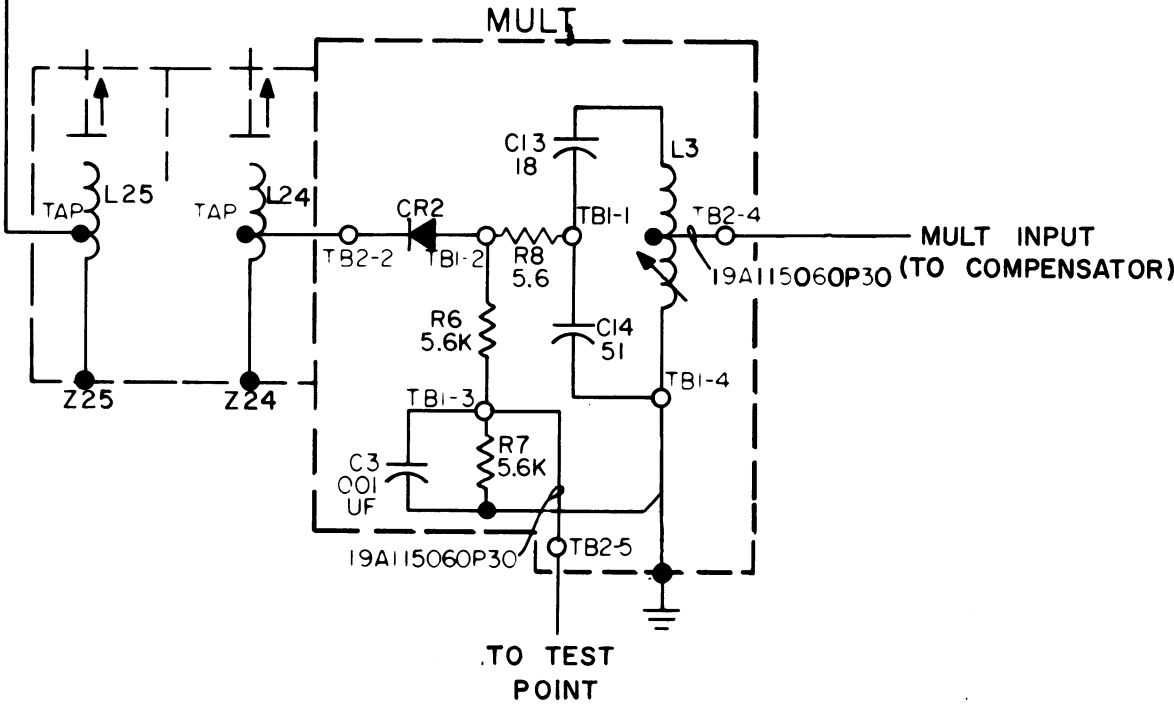 MULT
C13
18
L3
L25
L24
TAP
TAP
CR2
TB1-1
TB2-4
MULT INPUT
(TO COMPENSATOR)
TB2-2
TB1-2
R8
5.6
19A115060P30
R6
5.6K
C14
51
TB1-4
Z25
Z24
TB1-3
R7
5.6K
C3
001
UF
19A115060P30
TB2-5
.TO TEST
POINT